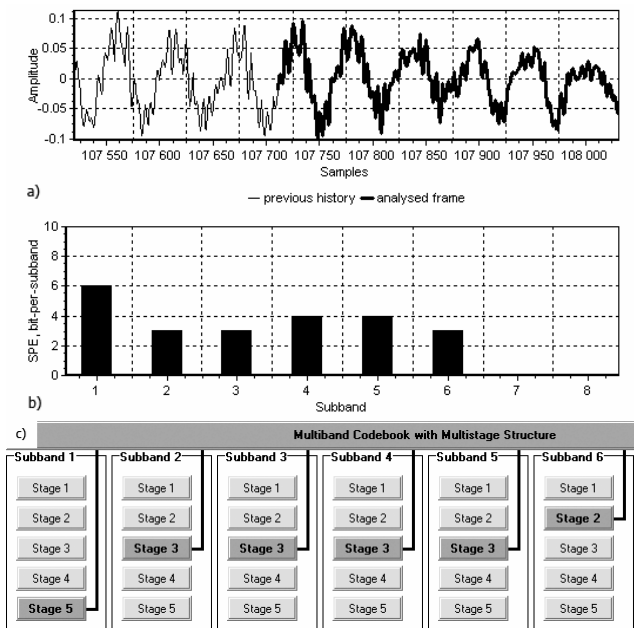 0.1
0.05
0
-0.05
-0.1
Amplitude
107 550 107 600 107 650 107 700 107 750 107 800 107 850 107 900 107 950 108 000
Samples
a)
previous history analysed frame
10
8
6
4
2
0
SPE, bit-per-subband
1 2 3 4 5 6 7 8
Subband
b)
c)
Multiband Codebook with Multistage Structure
Subband 1 Subband 2 Subband 3 Subband 4 Subband 5 Subband 6
Stage 1 Stage 1 Stage 1 Stage 1 Stage 1 Stage 1
Stage 2 Stage 2 Stage 2 Stage 2 Stage 2 Stage 2
Stage 3 Stage 3 Stage 3 Stage 3 Stage 3 Stage 3
Stage 4 Stage 4 Stage 4 Stage 4 Stage 4 Stage 4
Stage 5 Stage 5 Stage 5 Stage 5 Stage 5 Stage 5